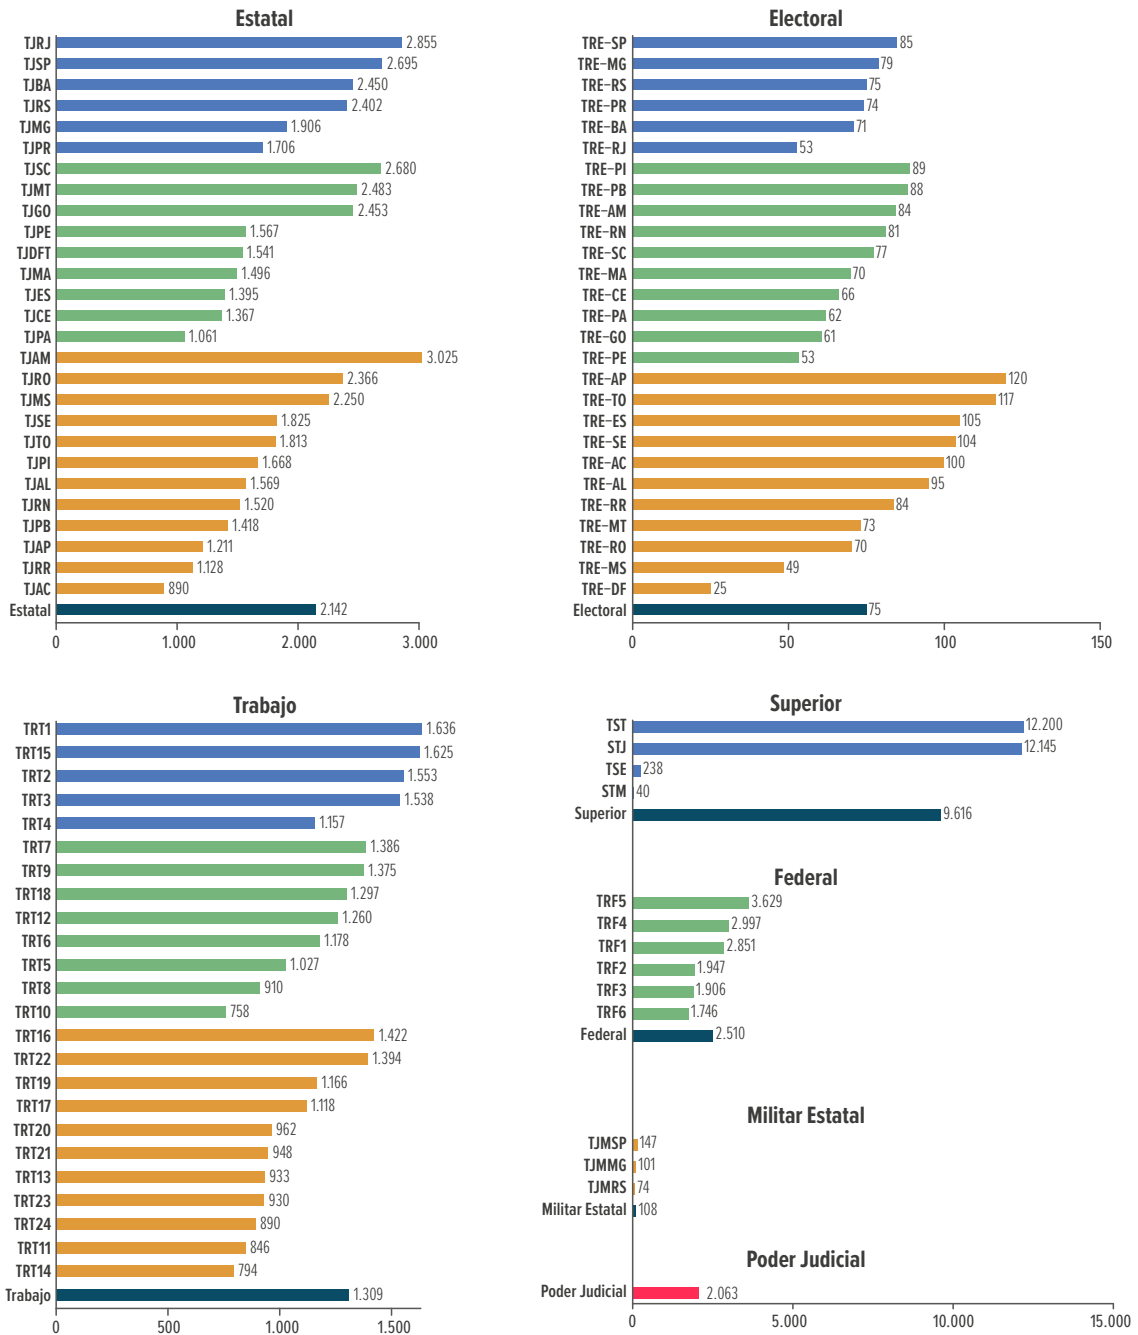 Estatal
TJRJ 2.855
TJSP 2.695
TJBA 2.450
TJRS 2.402
TJMG 1.906
TJPR 1.706
TJSC 2.680
TJMT 2.483
TJGO 2.453
TJPE 1.567
TJDFT 1.541
TJMA 1.496
TJES 1.395
TJCE 1.367
TJPA 1.061
TJAM 3.025
TJRO 2.366
TJMS 2.250
TJSE 1.825
TJTO 1.813
TJPI 1.668
TJAL 1.569
TJRN 1.520
TJPB 1.418
TJAP 1.211
TJRR 1.128
TJAC 890
Estatal 2.142
0 1.000 2.000 3.000
Electoral
TRE-SP 85
TRE-MG 79
TRE-RS 75
TRE-PR 74
TRE-BA 71
TRE-RJ 53
TRE-PI 89
TRE-PB 88
TRE-AM 84
TRE-RN 81
TRE-SC 77
TRE-MA 70
TRE-CE 66
TRE-PA 62
TRE-GO 61
TRE-PE 53
TRE-AP 120
TRE-TO 117
TRE-ES 105
TRE-SE 104
TRE-AC 100
TRE-AL 95
TRE-RR 84
TRE-MT 73
TRE-RO 70
TRE-MS 49
TRE-DF 25
Electoral 75
0 50 100 150
Trabajo
TRT1 1.636
TRT15 1.625
TRT2 1.553
TRT3 1.538
TRT4 1.157
TRT7 1.386
TRT9 1.375
TRT18 1.297
TRT12 1.260
TRT6 1.178
TRT5 1.027
TRT8 910
TRT10 758
TRT16 1.422
TRT22 1.394
TRT19 1.166
TRT17 1.118
TRT20 962
TRT21 948
TRT13 933
TRT23 930
TRT24 890
TRT11 846
TRT14 794
Trabajo 1.309
0 500 1.000 1.500
Superior
TST 12.200
STJ 12.145
TSE 238
STM 40
Superior 9.616
Federal
TRF5 3.629
TRF4 2.997
TRF1 2.851
TRF2 1.947
TRF3 1.906
TRF6 1.746
Federal 2.510
Militar Estatal
TJMSP 147
TJMMG 101
TJMRS 74
Militar Estatal 108
Poder Judicial
Poder Judicial 2.063
0 5.000 10.000 15.000